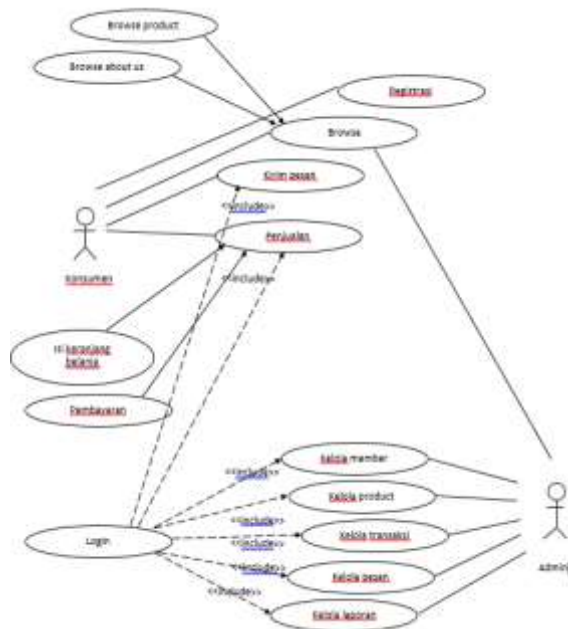 Browse product
Browse about us
Registrasi
Browse
Kirim pesan
<<include>>
Penjualan
Konsumen
<<include>>
Isi keranjang
belanja
Pembayaran
Kelola member
<<include>>
Kelola product
<<include>>
Login
Kelola transaksi
<<include>>
Admin
<<include>>
Kelola pesan
<<include>>
Kelola laporan